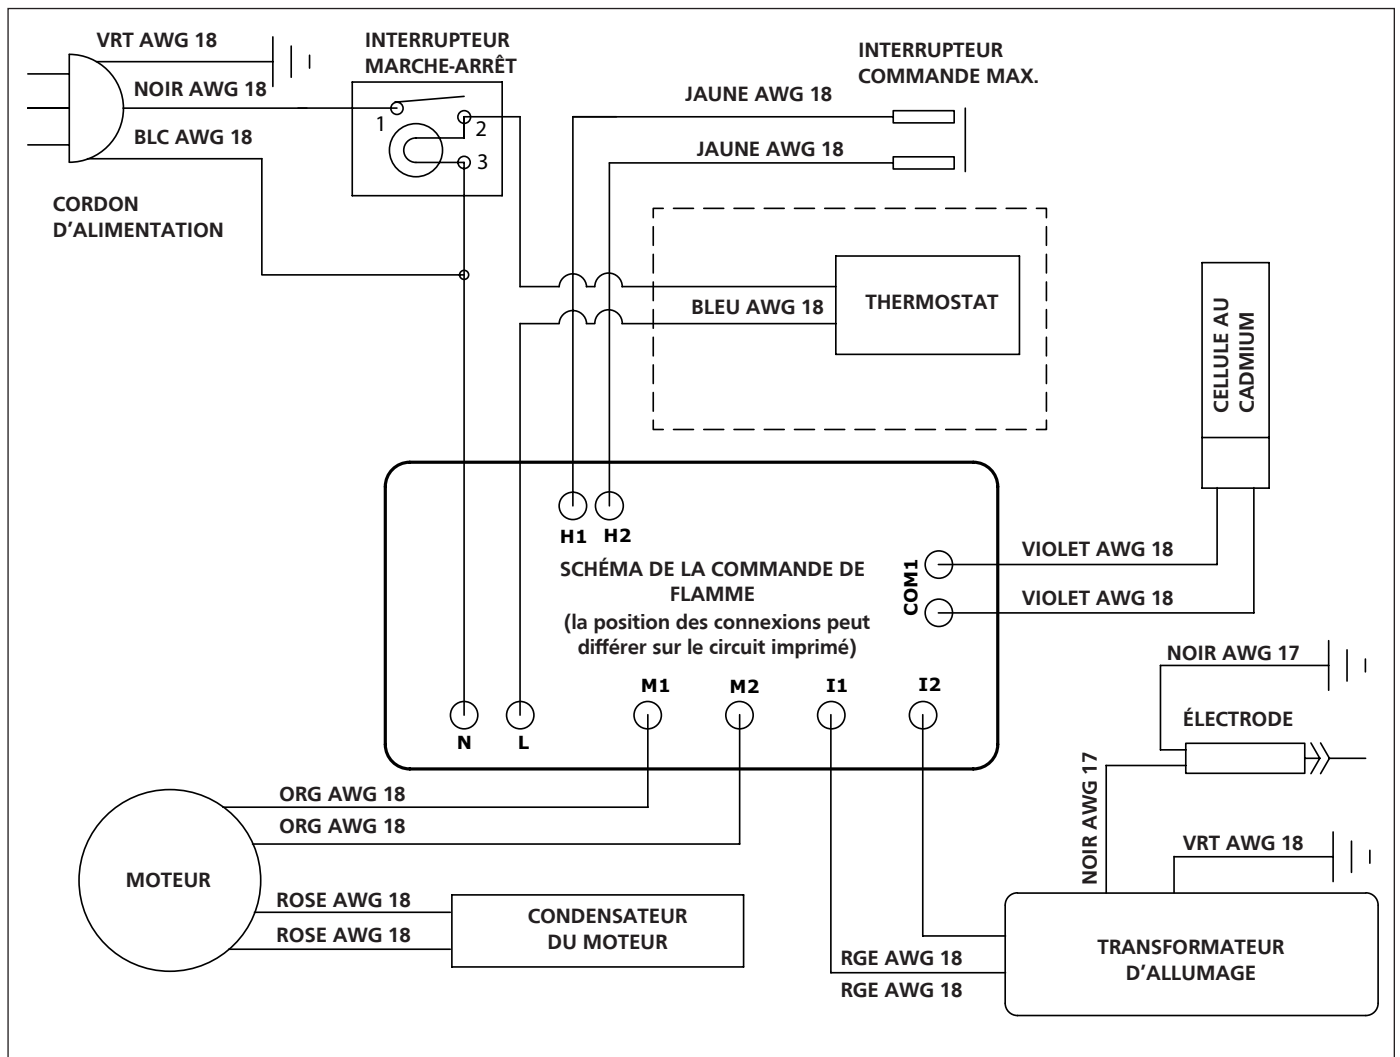 VRT AWG 18
NOIR AWG 18
BLC AWG 18
CORDON
D'ALIMENTATION
INTERRUPTEUR
MARCHE-ARRÊT
1
2
3
INTERRUPTEUR
COMMANDE MAX.
JAUNE AWG 18
JAUNE AWG 18
BLEU AWG 18
THERMOSTAT
CELLULE AU
CADMIUM
H1 H2
SCHÉMA DE LA COMMANDE DE
FLAMME
(la position des connexions peut
différer sur le circuit imprimé)
COM1
VIOLET AWG 18
VIOLET AWG 18
M1 M2 I1 I2
N L
NOIR AWG 17
ÉLECTRODE
NOIR AWG 17
VRT AWG 18
ORG AWG 18
ORG AWG 18
MOTEUR
ROSE AWG 18
ROSE AWG 18
CONDENSATEUR
DU MOTEUR
RGE AWG 18
RGE AWG 18
TRANSFORMATEUR
D'ALLUMAGE